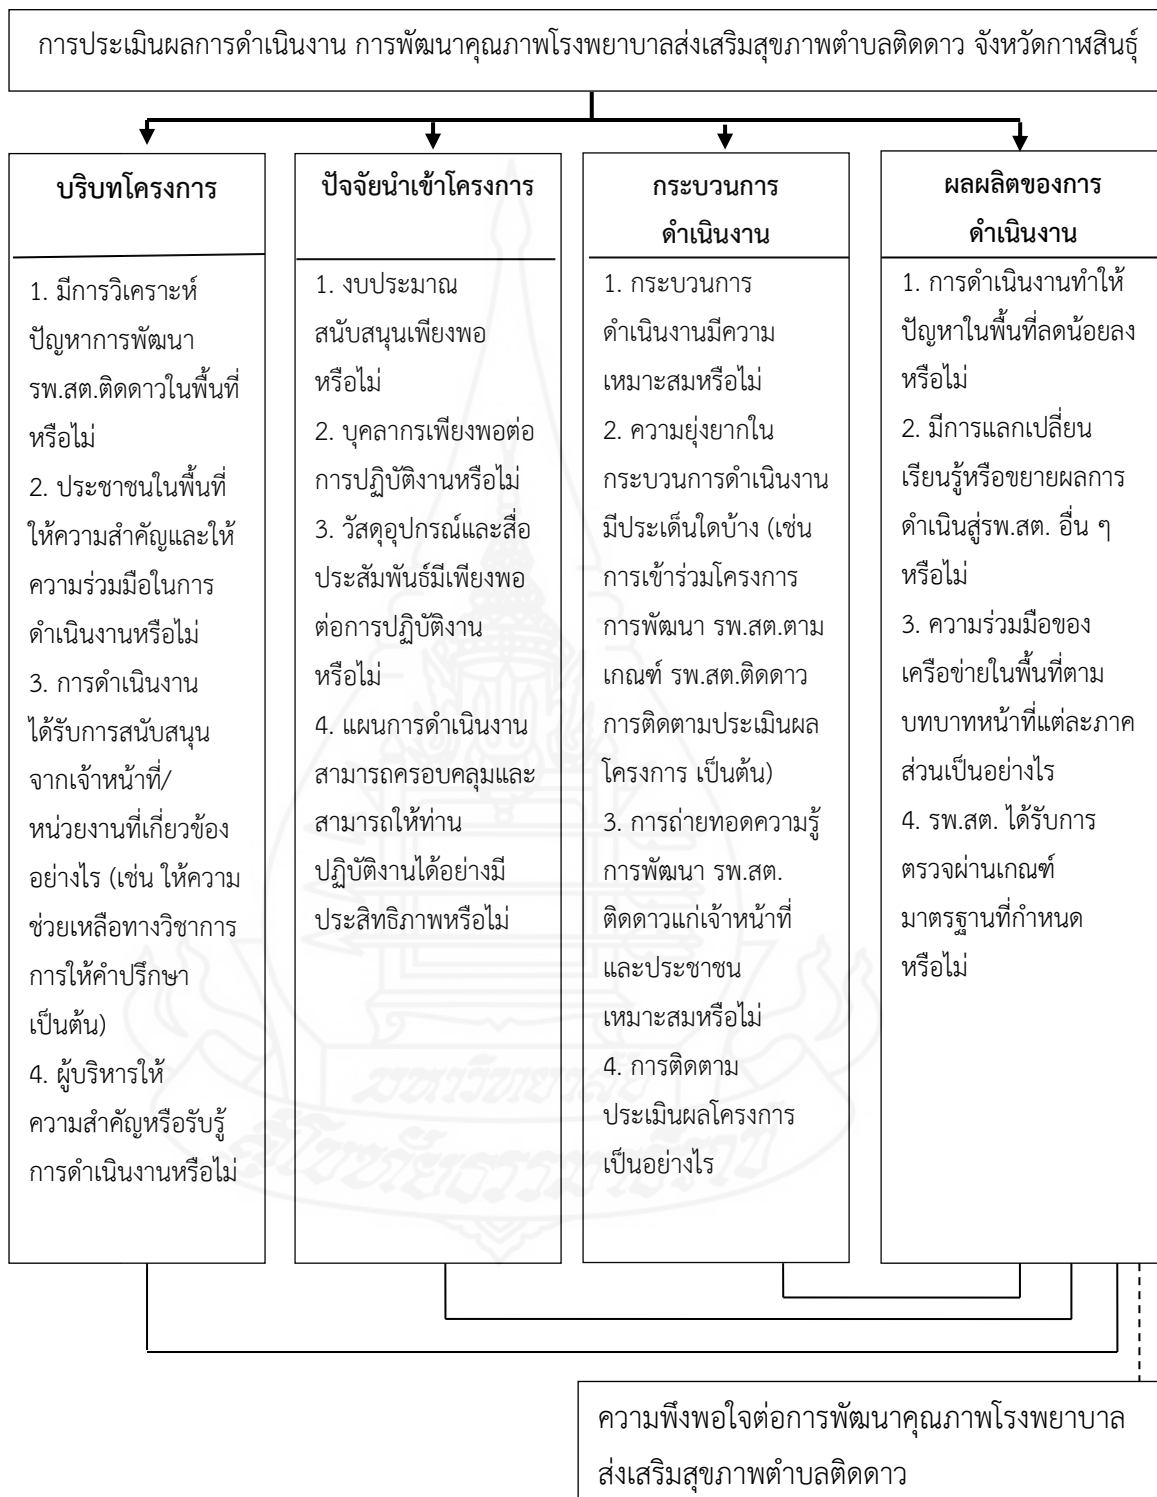 การประเมินผลการดำเนินงาน การพัฒนาคุณภาพโรงพยาบาลส่งเสริมสุขภาพตำบลติดดาว จังหวัดกาฬสินธุ์
บริบทโครงการ
1. มีการวิเคราะห์
ปัญหาการพัฒนา
รพ.สต.ติดดาวในพื้นที่
หรือไม่
2. ประชาชนในพื้นที่
ให้ความสำคัญและให้
ความร่วมมือในการ
ดำเนินงานหรือไม่
3. การดำเนินงาน
ได้รับการสนับสนุน
จากเจ้าหน้าที่/
หน่วยงานที่เกี่ยวข้อง
อย่างไร (เช่น ให้ความ
ช่วยเหลือทางวิชาการ
การให้คำปรึกษา
เป็นต้น)
4. ผู้บริหารให้
ความสำคัญหรือรับรู้
การดำเนินงานหรือไม่
ปัจจัยนำเข้าโครงการ
1. งบประมาณ
สนับสนุนเพียงพอ
หรือไม่
2. บุคลากรเพียงพอต่อ
การปฏิบัติงานหรือไม่
3. วัสดุอุปกรณ์และสื่อ
ประสัมพันธ์มีเพียงพอ
ต่อการปฏิบัติงาน
หรือไม่
4. แผนการดำเนินงาน
สามารถครอบคลุมและ
สามารถให้ท่าน
ปฏิบัติงานได้อย่างมี
ประสิทธิภาพหรือไม่
กระบวนการ
ดำเนินงาน
1. กระบวนการ
ดำเนินงานมีความ
เหมาะสมหรือไม่
2. ความยุ่งยากใน
กระบวนการดำเนินงาน
มีประเด็นใดบ้าง (เช่น
การเข้าร่วมโครงการ
การพัฒนา รพ.สต.ตาม
เกณฑ์ รพ.สต.ติดดาว
การติดตามประเมินผล
โครงการ เป็นต้น)
3. การถ่ายทอดความรู้
การพัฒนา รพ.สต.
ติดดาวแก่เจ้าหน้าที่
และประชาชน
เหมาะสมหรือไม่
4. การติดตาม
ประเมินผลโครงการ
เป็นอย่างไร
ผลผลิตของการ
ดำเนินงาน
1. การดำเนินงานทำให้
ปัญหาในพื้นที่ลดน้อยลง
หรือไม่
2. มีการแลกเปลี่ยน
เรียนรู้หรือขยายผลการ
ดำเนินสู่รพ.สต. อื่น ๆ
หรือไม่
3. ความร่วมมือของ
เครือข่ายในพื้นที่ตาม
บทบาทหน้าที่แต่ละภาค
ส่วนเป็นอย่างไร
4. รพ.สต. ได้รับการ
ตรวจผ่านเกณฑ์
มาตรฐานที่กำหนด
หรือไม่
มหาวิทยาลัย
สุโขทัยธรรมาธิราช
ความพึงพอใจต่อการพัฒนาคุณภาพโรงพยาบาล
ส่งเสริมสุขภาพตำบลติดดาว